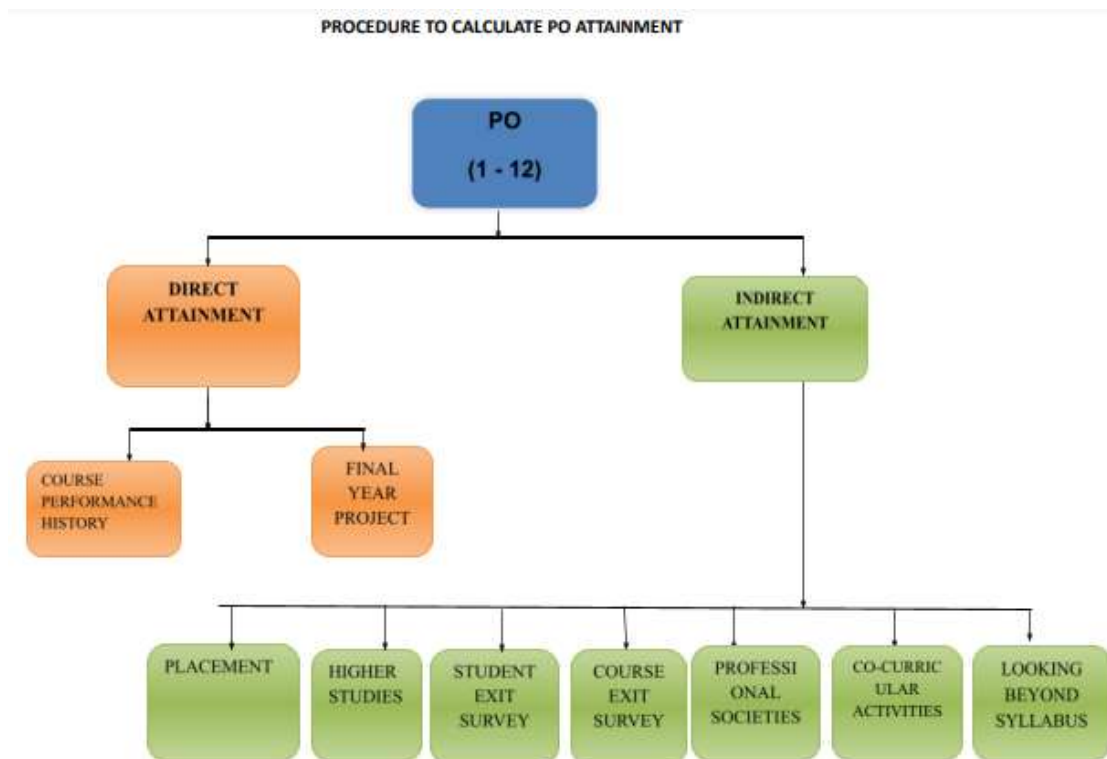 PROCEDURE TO CALCULATE PO ATTAINMENT
PO
(1 - 12)
DIRECT
ATTAINMENT
INDIRECT
ATTAINMENT
COURSE
PERFORMANCE
HISTORY
FINAL
YEAR
PROJECT
PLACEMENT
HIGHER
STUDIES
STUDENT
EXIT
SURVEY
COURSE
EXIT
SURVEY
PROFESSI
ONAL
SOCIETIES
CO-CURRIC
ULAR
ACTIVITIES
LOOKING
BEYOND
SYLLABUS